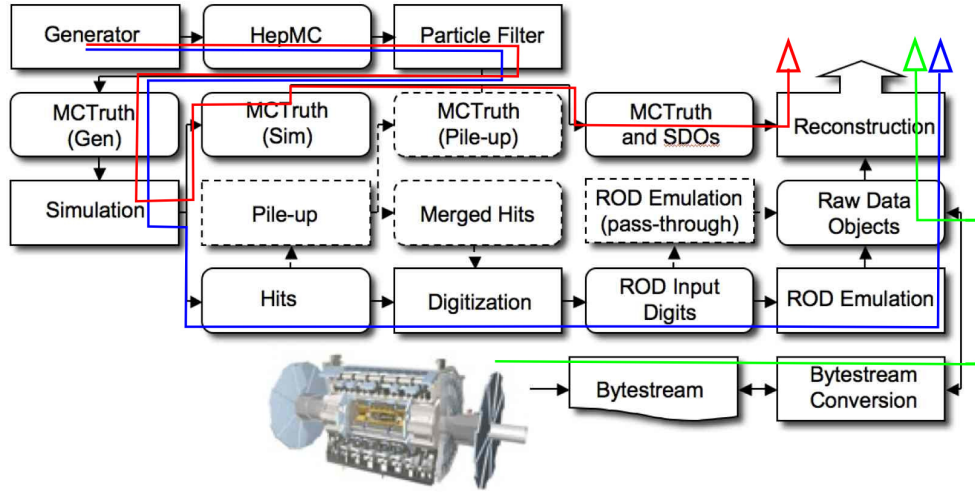 Generator
HepMC
Particle Filter
MCTruth
(Gen)
MCTruth
(Sim)
MCTruth
(Pile-up)
MCTruth
and SDOs
Reconstruction
Simulation
Pile-up
Merged Hits
ROD Emulation
(pass-through)
Raw Data
Objects
Hits
Digitization
ROD Input
Digits
ROD Emulation
Bytestream
Bytestream
Conversion